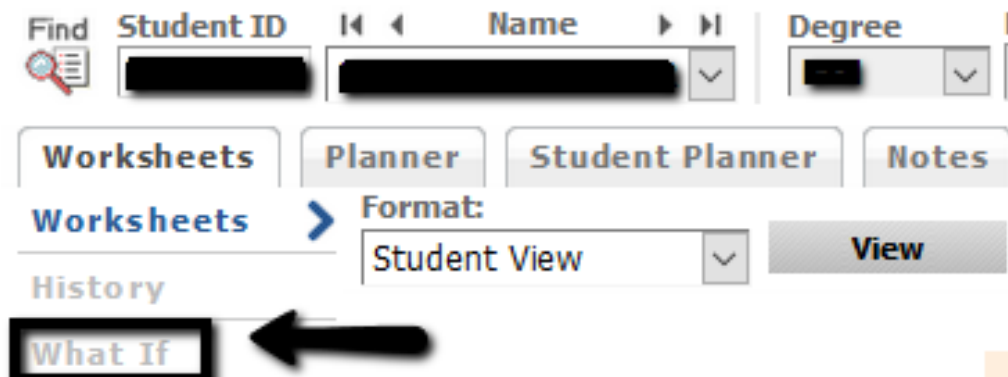 Find Student ID Name Degree
Worksheets Planner Student Planner Notes
Worksheets Format:
Student View View
History
What If